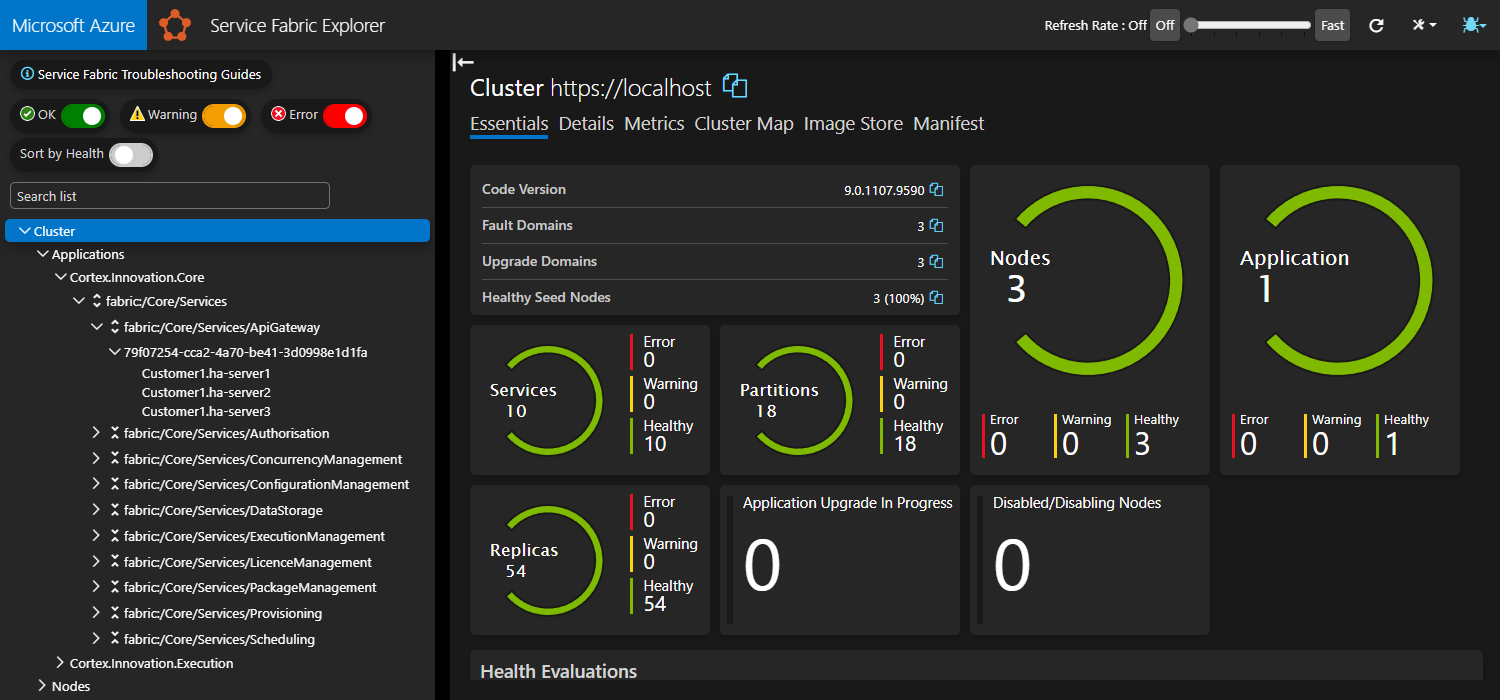 Microsoft Azure
Service Fabric Explorer
Refresh Rate : Off
Off
Fast
Service Fabric Troubleshooting Guides
OK
Warning
Error
Sort by Health
Search list
Cluster
Applications
Cortex.Innovation.Core
fabric:/Core/Services
fabric:/Core/Services/ApiGateway
79f07254-cca2-4a70-be41-3d0998e1d1fa
Customer1.ha-server1
Customer1.ha-server2
Customer1.ha-server3
fabric:/Core/Services/Authorisation
fabric:/Core/Services/ConcurrencyManagement
fabric:/Core/Services/ConfigurationManagement
fabric:/Core/Services/DataStorage
fabric:/Core/Services/ExecutionManagement
fabric:/Core/Services/LicenceManagement
fabric:/Core/Services/PackageManagement
fabric:/Core/Services/Provisioning
fabric:/Core/Services/Scheduling
Cortex.Innovation.Execution
Nodes
Cluster https://localhost
Essentials Details Metrics Cluster Map Image Store Manifest
Code Version 9.0.1107.9590
Fault Domains 3
Upgrade Domains 3
Healthy Seed Nodes 3 (100%)
Nodes
3
Error
0
Warning
0
Healthy
3
Application
1
Error
0
Warning
0
Healthy
1
Services
10
Error
0
Warning
0
Healthy
10
Partitions
18
Error
0
Warning
0
Healthy
18
Replicas
54
Error
0
Warning
0
Healthy
54
Application Upgrade In Progress
0
Disabled/Disabling Nodes
0
Health Evaluations